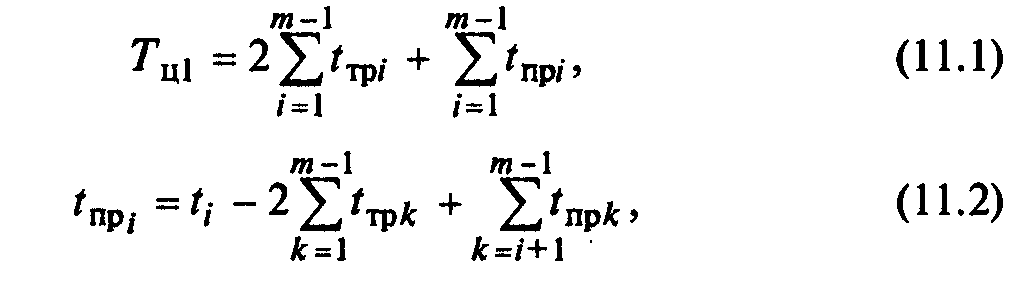 T_ц1 = 2 ∑_{i=1}^{m−1} t_трi + ∑_{i=1}^{m−1} t_прi, (11.1)
t_прi = t_i − 2 ∑_{k=1}^{m−1} t_трk + ∑_{k=i+1}^{m−1} t_прk, (11.2)